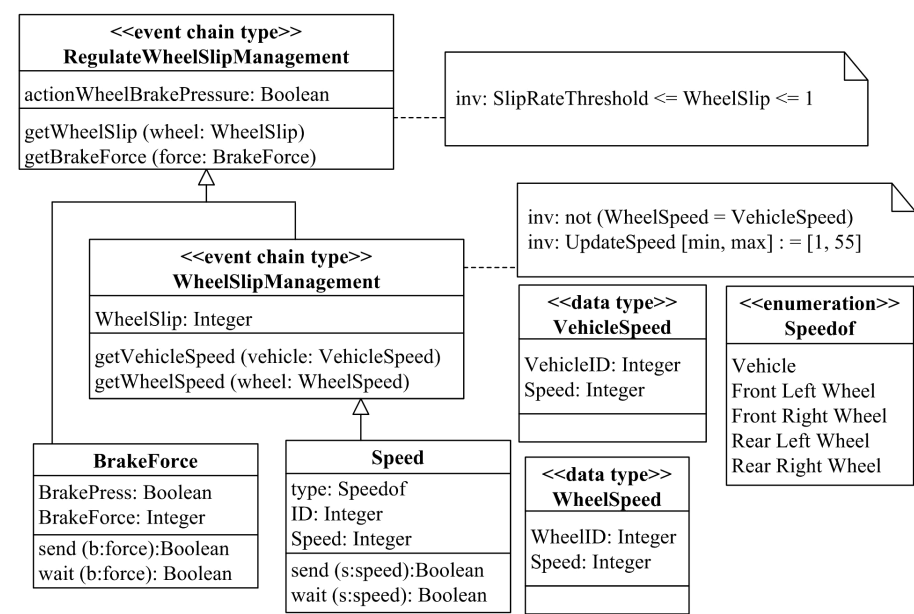 <<event chain type>>
RegulateWheelSlipManagement
actionWheelBrakePressure: Boolean
getWheelSlip (wheel: WheelSlip)
getBrakeForce (force: BrakeForce)
inv: SlipRateThreshold <= WheelSlip <= 1
inv: not (WheelSpeed = VehicleSpeed)
inv: UpdateSpeed [min, max] : = [1, 55]
<<event chain type>>
WheelSlipManagement
WheelSlip: Integer
getVehicleSpeed (vehicle: VehicleSpeed)
getWheelSpeed (wheel: WheelSpeed)
<<data type>>
VehicleSpeed
VehicleID: Integer
Speed: Integer
<<enumeration>>
Speedof
Vehicle
Front Left Wheel
Front Right Wheel
Rear Left Wheel
Rear Right Wheel
BrakeForce
BrakePress: Boolean
BrakeForce: Integer
send (b:force):Boolean
wait (b:force): Boolean
Speed
type: Speedof
ID: Integer
Speed: Integer
send (s:speed):Boolean
wait (s:speed): Boolean
<<data type>>
WheelSpeed
WheelID: Integer
Speed: Integer